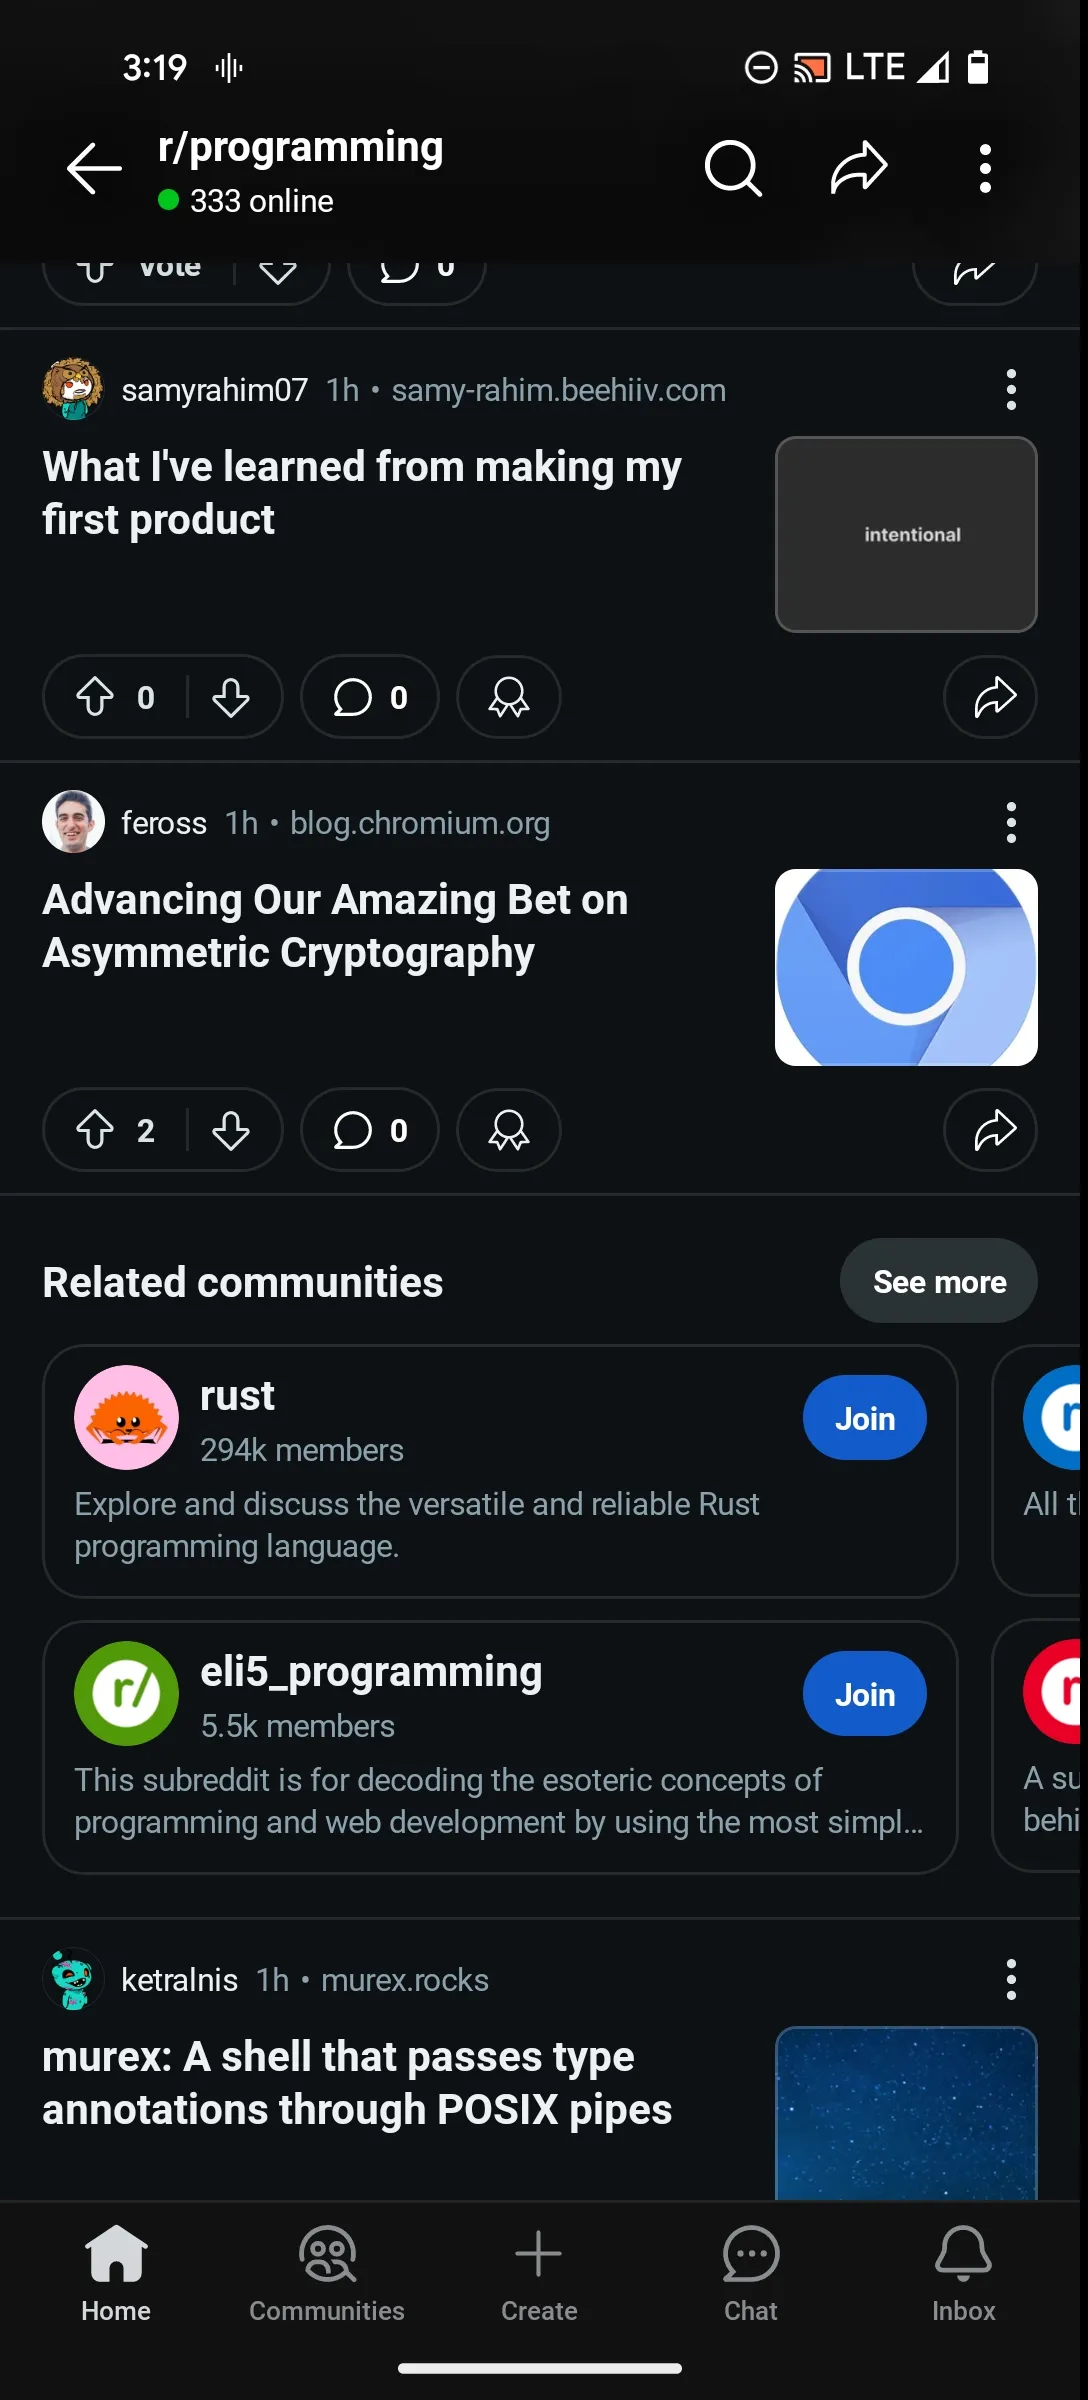 3:19 LTE
r/programming
333 online
Vote 0
samyrahim07 1h • samy-rahim.beehiiv.com
What I've learned from making my
first product
intentional
0 0
feross 1h • blog.chromium.org
Advancing Our Amazing Bet on
Asymmetric Cryptography
2 0
Related communities See more
rust
294k members
Join
Explore and discuss the versatile and reliable Rust
programming language.
All
r/
eli5_programming
5.5k members
Join
This subreddit is for decoding the esoteric concepts of
programming and web development by using the most simpl...
A su
behi
ketralnis 1h • murex.rocks
murex: A shell that passes type
annotations through POSIX pipes
Home Communities Create Chat Inbox